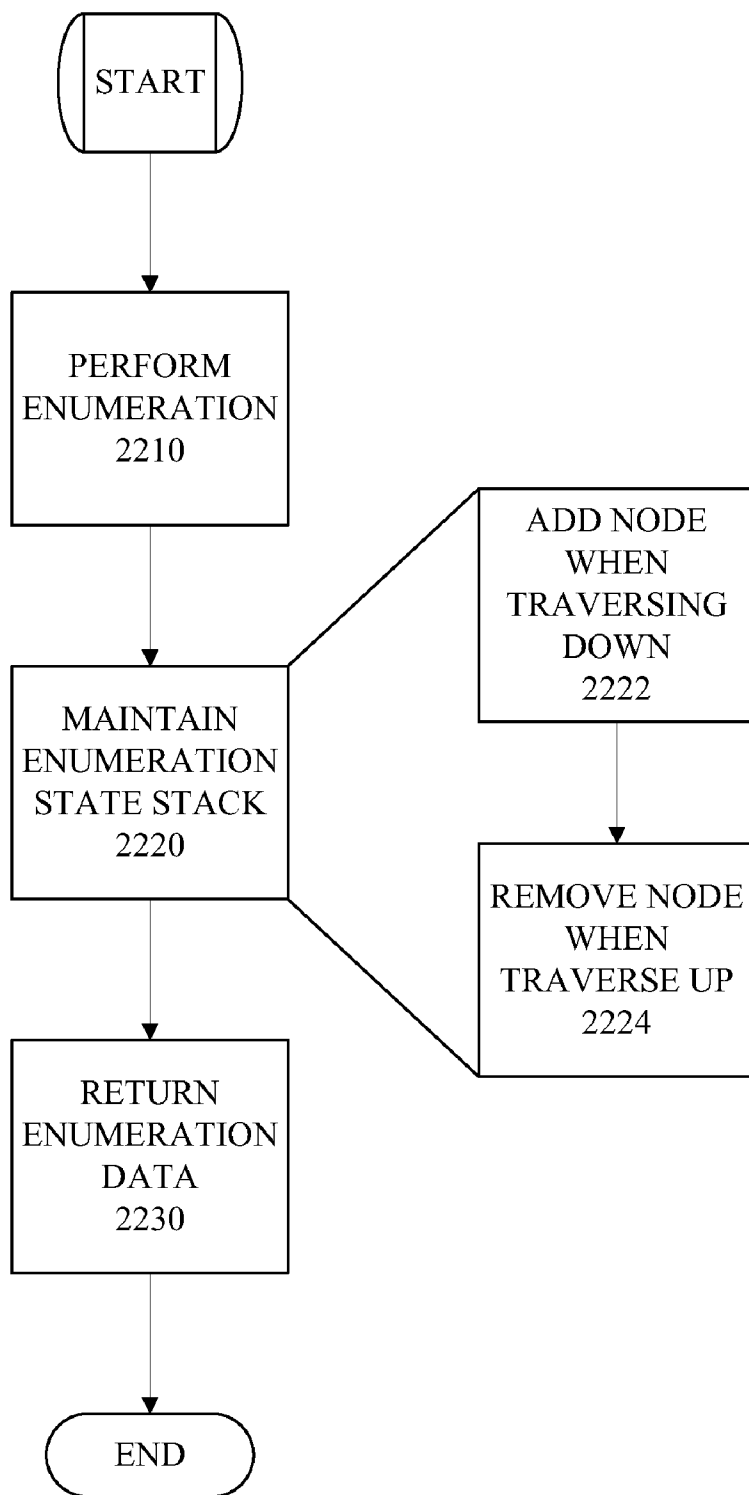 START
PERFORM
ENUMERATION
2210
MAINTAIN
ENUMERATION
STATE STACK
2220
ADD NODE
WHEN
TRAVERSING
DOWN
2222
REMOVE NODE
WHEN
TRAVERSE UP
2224
RETURN
ENUMERATION
DATA
2230
END